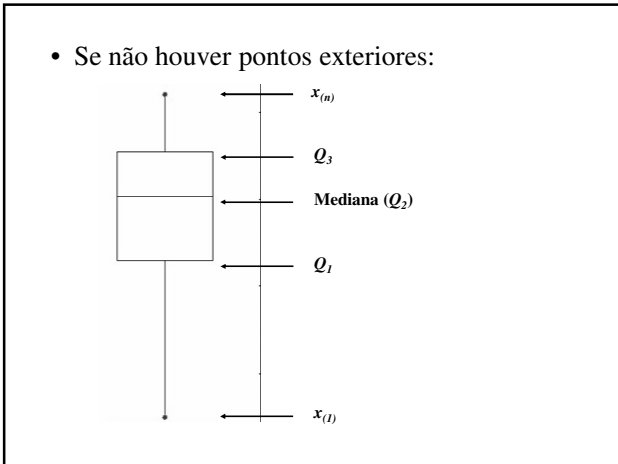 • Se não houver pontos exteriores:
x(n)
Q3
Mediana (Q2)
Q1
x(1)